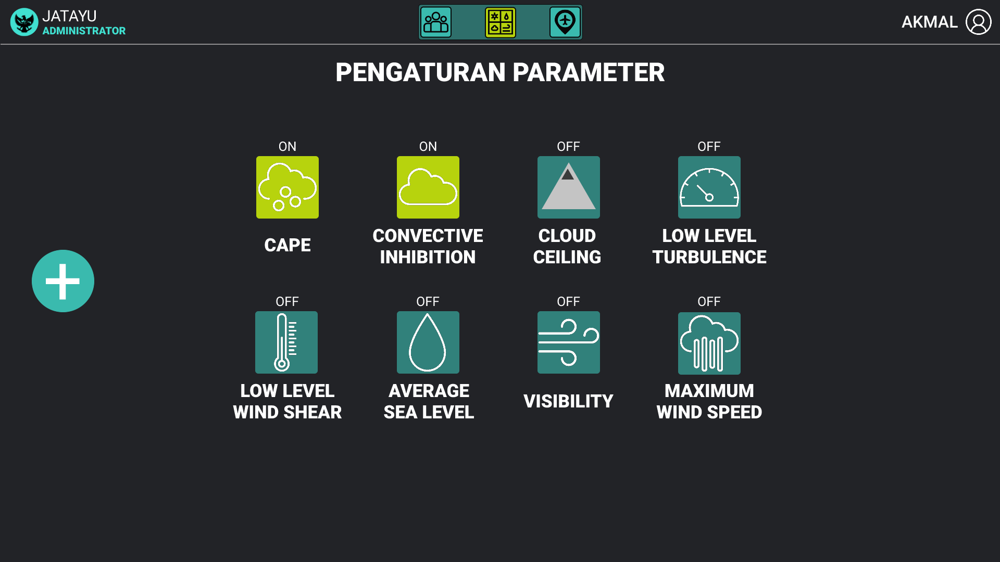 JATAYU
ADMINISTRATOR
AKMAL
PENGATURAN PARAMETER
ON
ON
OFF
OFF
CAPE
CONVECTIVE
INHIBITION
CLOUD
CEILING
LOW LEVEL
TURBULENCE
OFF
OFF
OFF
OFF
LOW LEVEL
WIND SHEAR
AVERAGE
SEA LEVEL
VISIBILITY
MAXIMUM
WIND SPEED